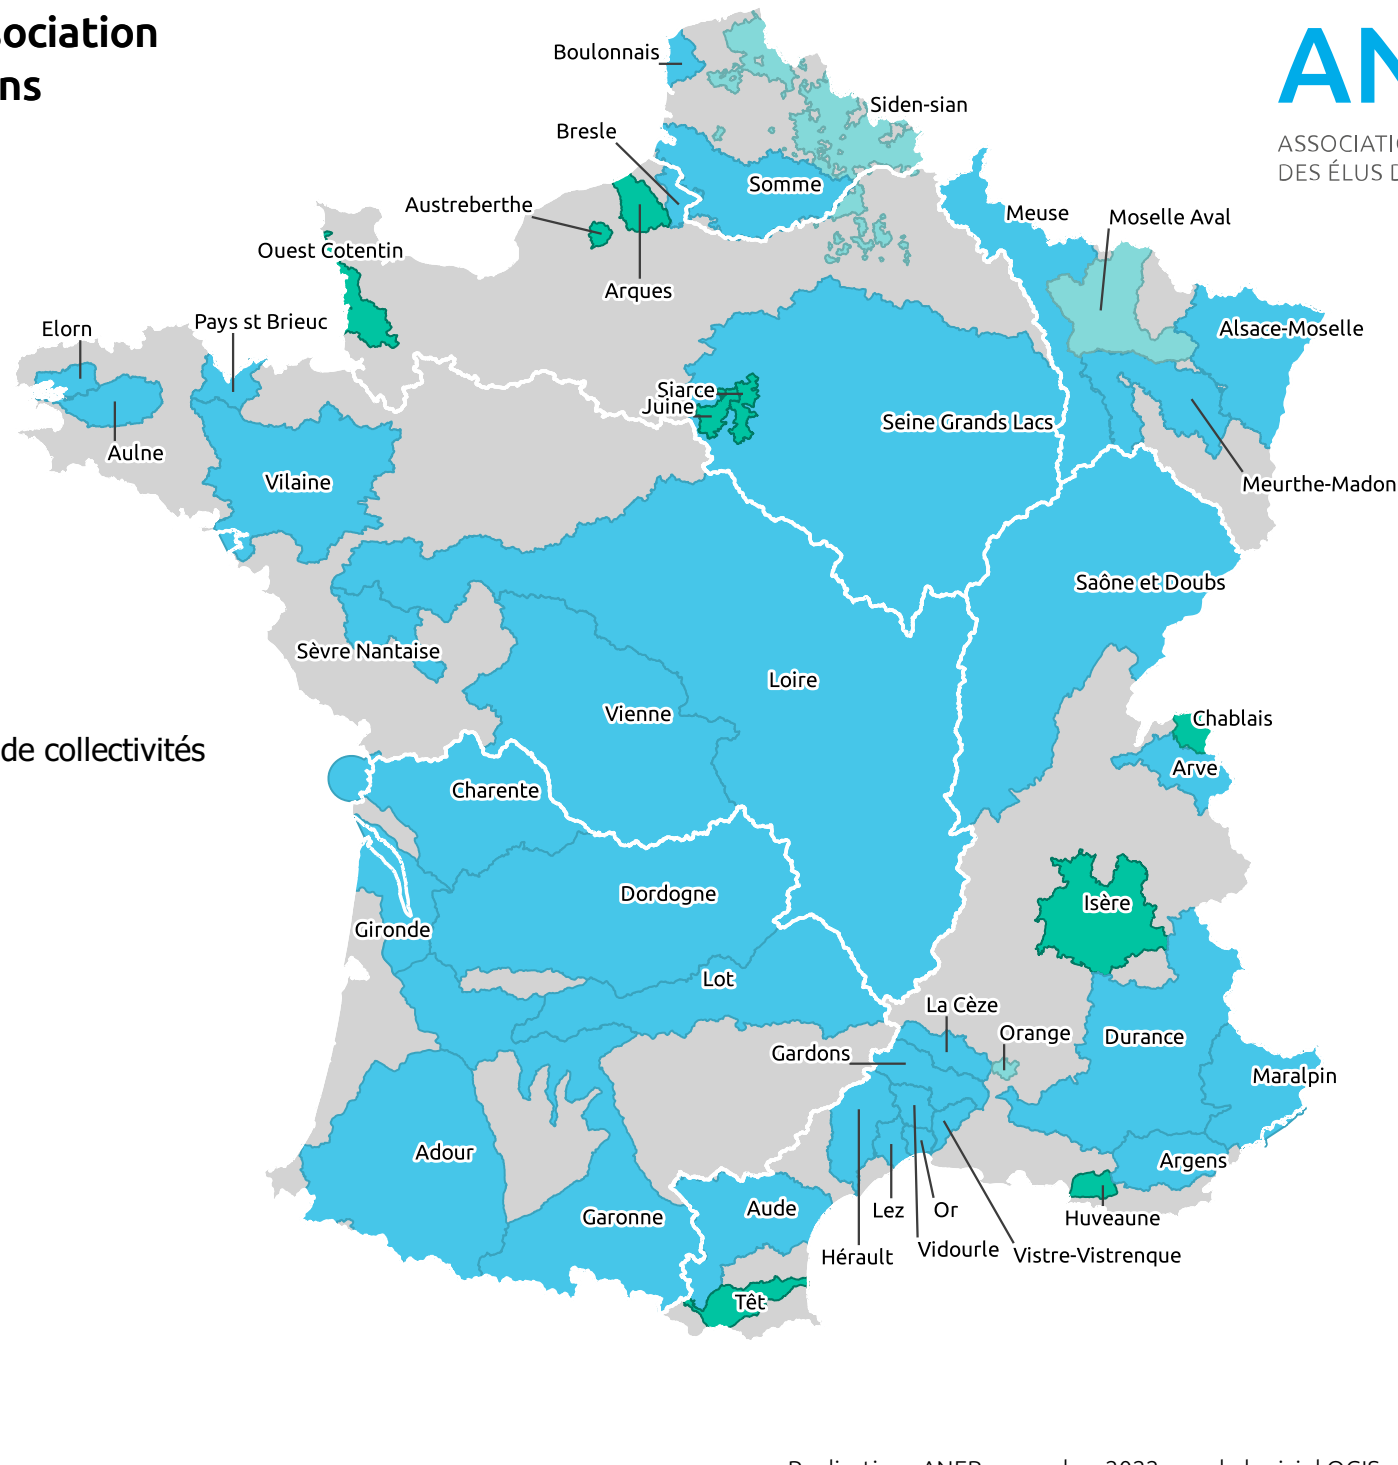 sociation
ns
AN
ASSOCIATI
DES ÉLUS D
Boulonnais
Siden-sian
Bresle
Somme
Austreberthe
Meuse
Moselle Aval
Ouest Cotentin
Arques
Elorn
Pays st Brieuc
Alsace-Moselle
Siarce
Juine
Seine Grands Lacs
Aulne
Vilaine
Meurthe-Madon
Saône et Doubs
Sèvre Nantaise
Loire
Vienne
Chablais
de collectivités
Arve
Charente
Dordogne
Isère
Gironde
Lot
La Cèze
Orange
Durance
Gardons
Maralpin
Adour
Argens
Aude
Lez
Or
Garonne
Huveaune
Hérault
Vidourle
Vistre-Vistrenque
Têt